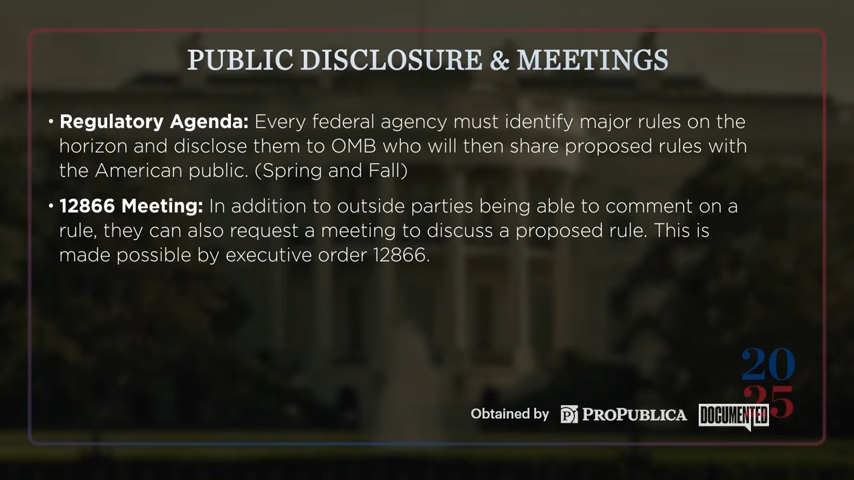 PUBLIC DISCLOSURE & MEETINGS
• Regulatory Agenda: Every federal agency must identify major rules on the
horizon and disclose them to OMB who will then share proposed rules with
the American public. (Spring and Fall)
• 12866 Meeting: In addition to outside parties being able to comment on a
rule, they can also request a meeting to discuss a proposed rule. This is
made possible by executive order 12866.
20
25
Obtained by PROPUBLICA DOCUMENTED